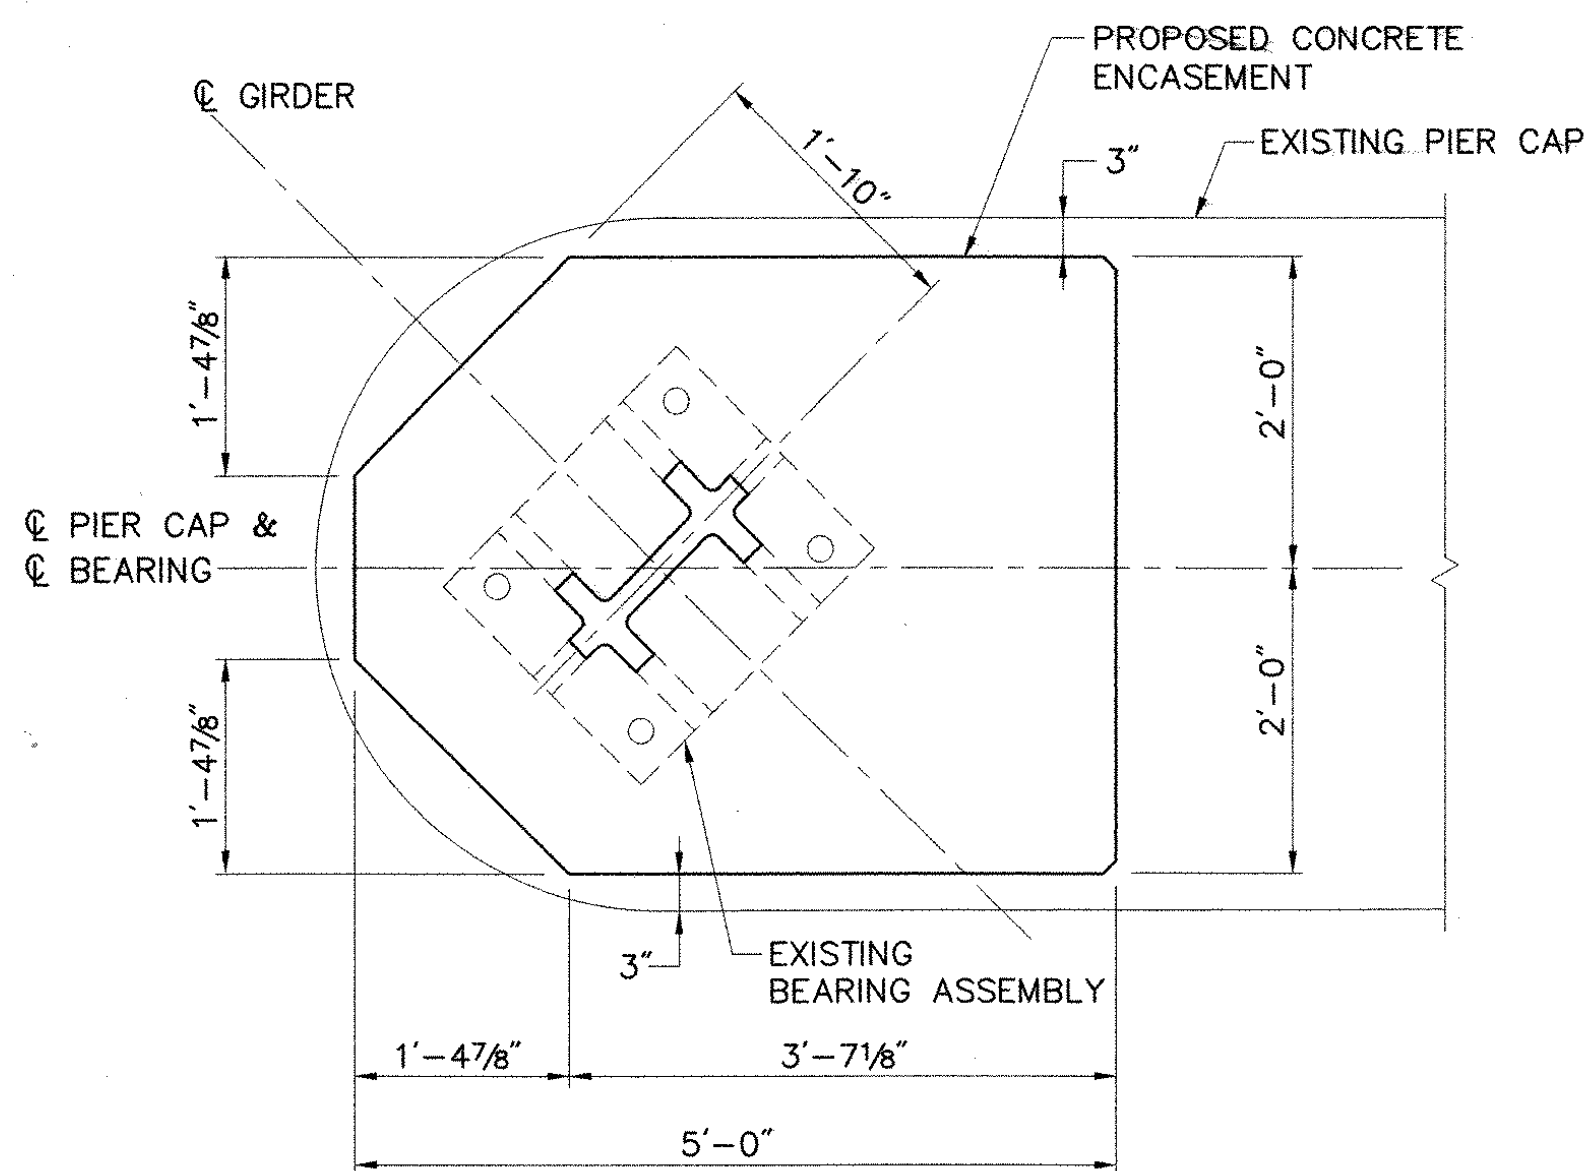 PROPOSED CONCRETE
ENCASEMENT
℄ GIRDER
EXISTING PIER CAP
3"
1'-10"
1'-4⅞"
2'-0"
℄ PIER CAP &
℄ BEARING
2'-0"
1'-4⅞"
3"
EXISTING
BEARING ASSEMBLY
1'-4⅞"
3'-7⅛"
5'-0"